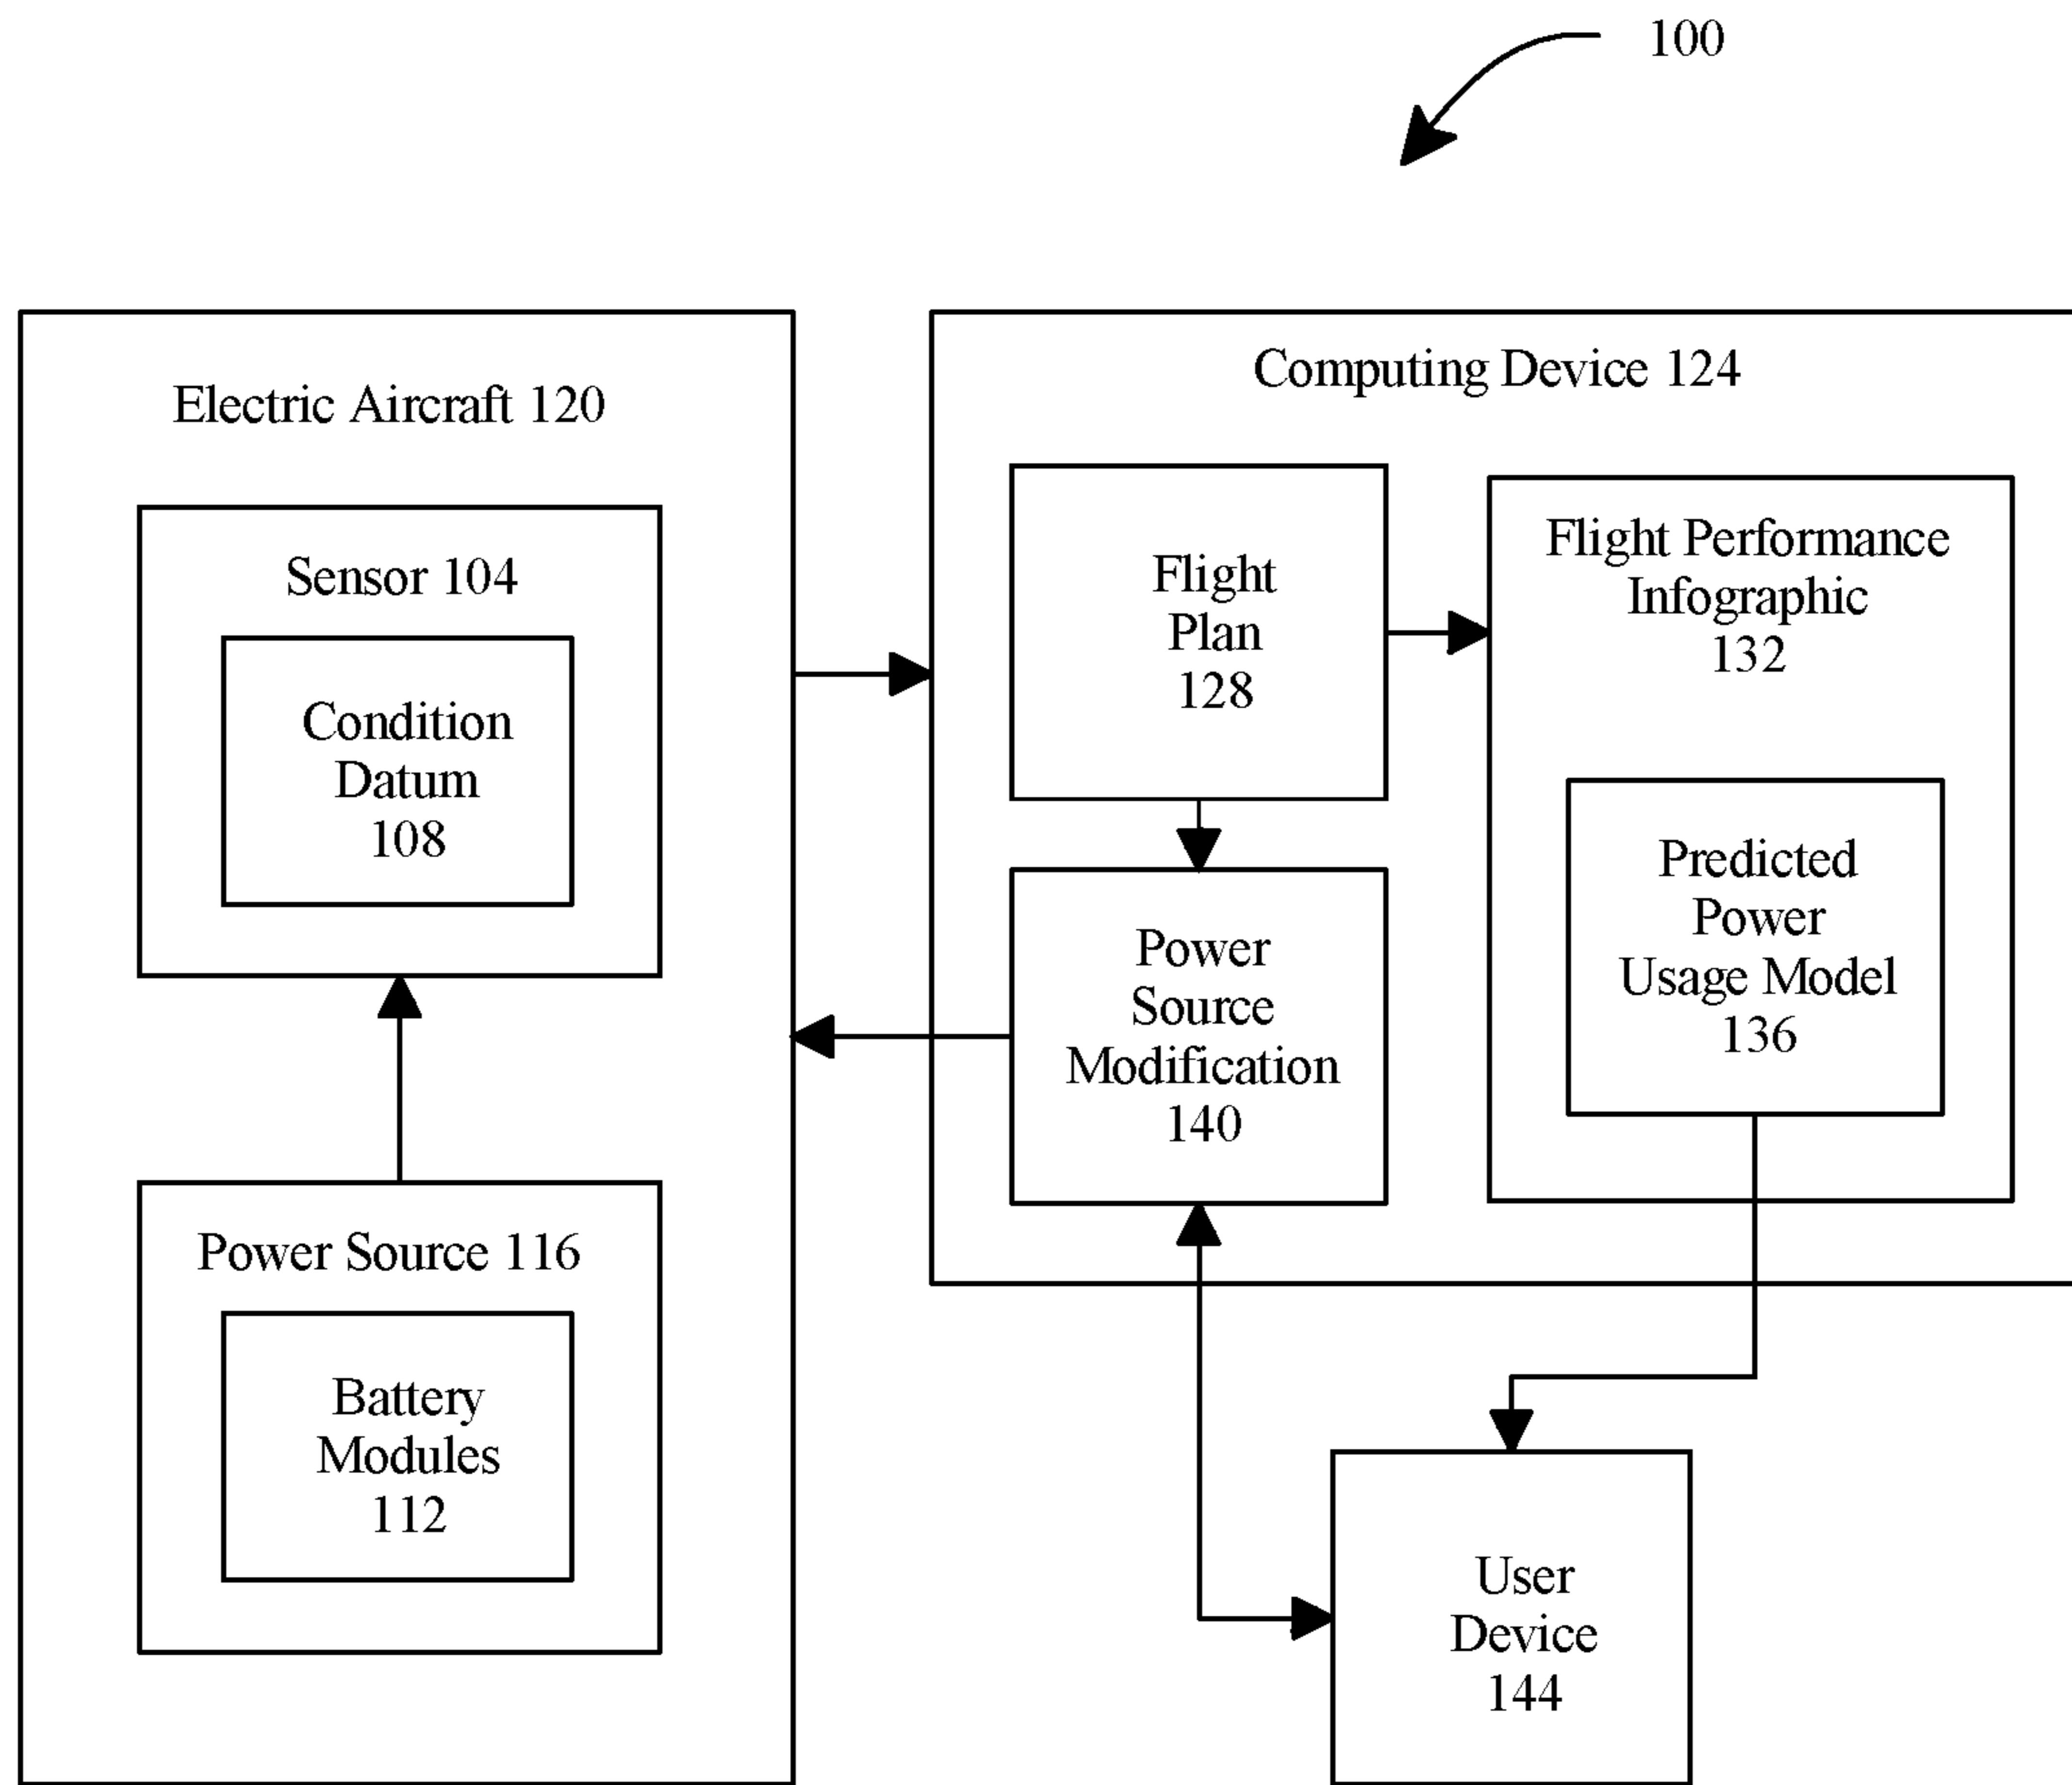 100
Electric Aircraft 120
Sensor 104
Condition
Datum
108
Power Source 116
Battery
Modules
112
Computing Device 124
Flight
Plan
128
Flight Performance
Infographic
132
Predicted
Power
Usage Model
136
Power
Source
Modification
140
User
Device
144